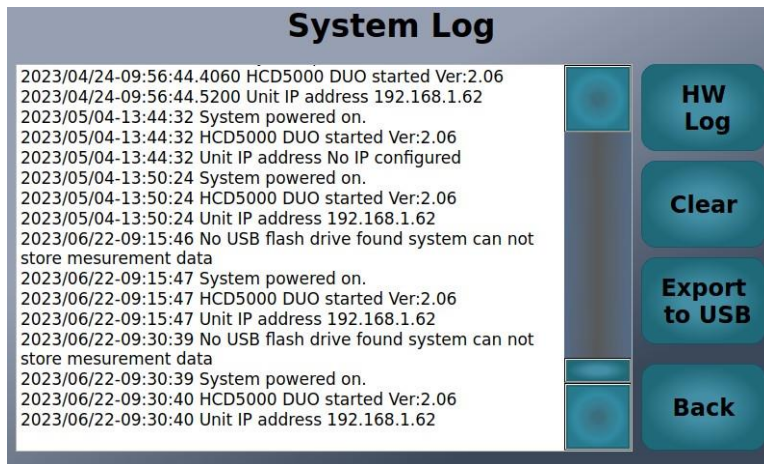 System Log
2023/04/24-09:56:44.4060 HCD5000 DUO started Ver:2.06
2023/04/24-09:56:44.5200 Unit IP address 192.168.1.62
2023/05/04-13:44:32 System powered on.
2023/05/04-13:44:32 HCD5000 DUO started Ver:2.06
2023/05/04-13:44:32 Unit IP address No IP configured
2023/05/04-13:50:24 System powered on.
2023/05/04-13:50:24 HCD5000 DUO started Ver:2.06
2023/05/04-13:50:24 Unit IP address 192.168.1.62
2023/06/22-09:15:46 No USB flash drive found system can not
store mesurement data
2023/06/22-09:15:47 System powered on.
2023/06/22-09:15:47 HCD5000 DUO started Ver:2.06
2023/06/22-09:15:47 Unit IP address 192.168.1.62
2023/06/22-09:30:39 No USB flash drive found system can not
store mesurement data
2023/06/22-09:30:39 System powered on.
2023/06/22-09:30:40 HCD5000 DUO started Ver:2.06
2023/06/22-09:30:40 Unit IP address 192.168.1.62
HW
Log
Clear
Export
to USB
Back